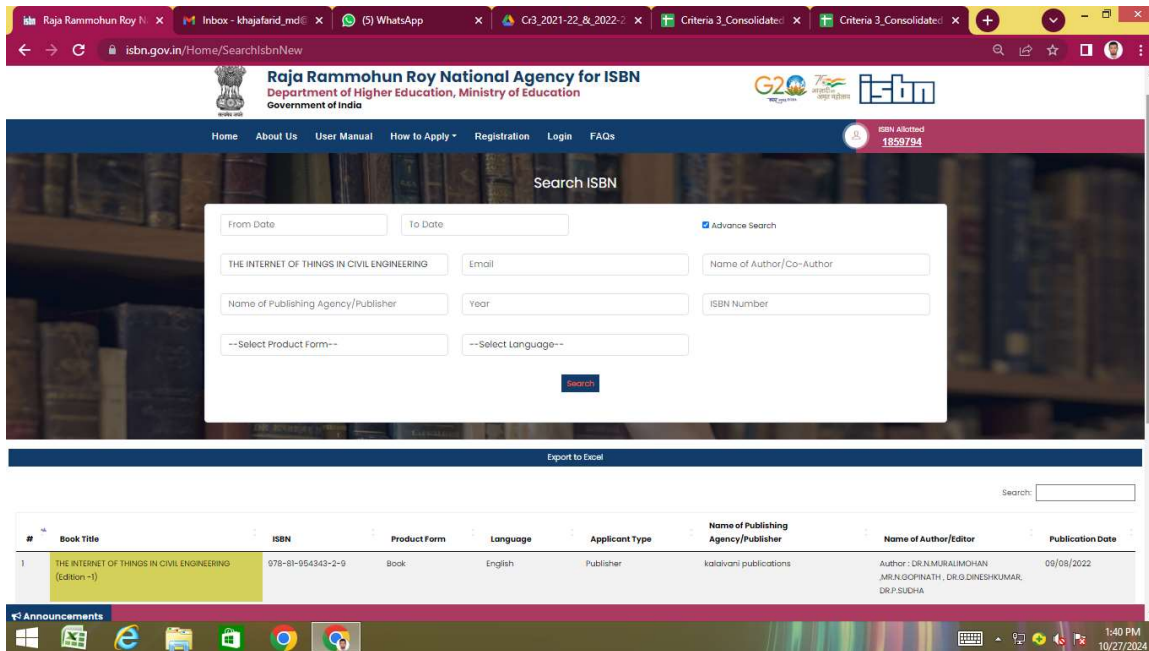 Raja Rammohun Roy N
Inbox - khajafarid_md@
(5) WhatsApp
Cr3_2021-22_&_2022-2
Criteria 3_Consolidated
Criteria 3_Consolidated
isbn.gov.in/Home/SearchIsbnNew
Raja Rammohun Roy National Agency for ISBN
Department of Higher Education, Ministry of Education
Government of India
G20
isbn
Home About Us User Manual How to Apply Registration Login FAQs
ISBN Allotted
1859794
Search ISBN
From Date To Date Advance Search
THE INTERNET OF THINGS IN CIVIL ENGINEERING Email Name of Author/Co-Author
Name of Publishing Agency/Publisher Year ISBN Number
--Select Product Form-- --Select Language--
Search
Export to Excel
Search:
# Book Title ISBN Product Form Language Applicant Type Name of Publishing Agency/Publisher Name of Author/Editor Publication Date
1 THE INTERNET OF THINGS IN CIVIL ENGINEERING (Edition -1) 978-81-954343-2-9 Book English Publisher kalaivani publications Author : DR.N.MURALIMOHAN ,MR.N.GOPINATH , DR.G.DINESHKUMAR, DR.P.SUDHA 09/08/2022
Announcements
1:40 PM
10/27/2024